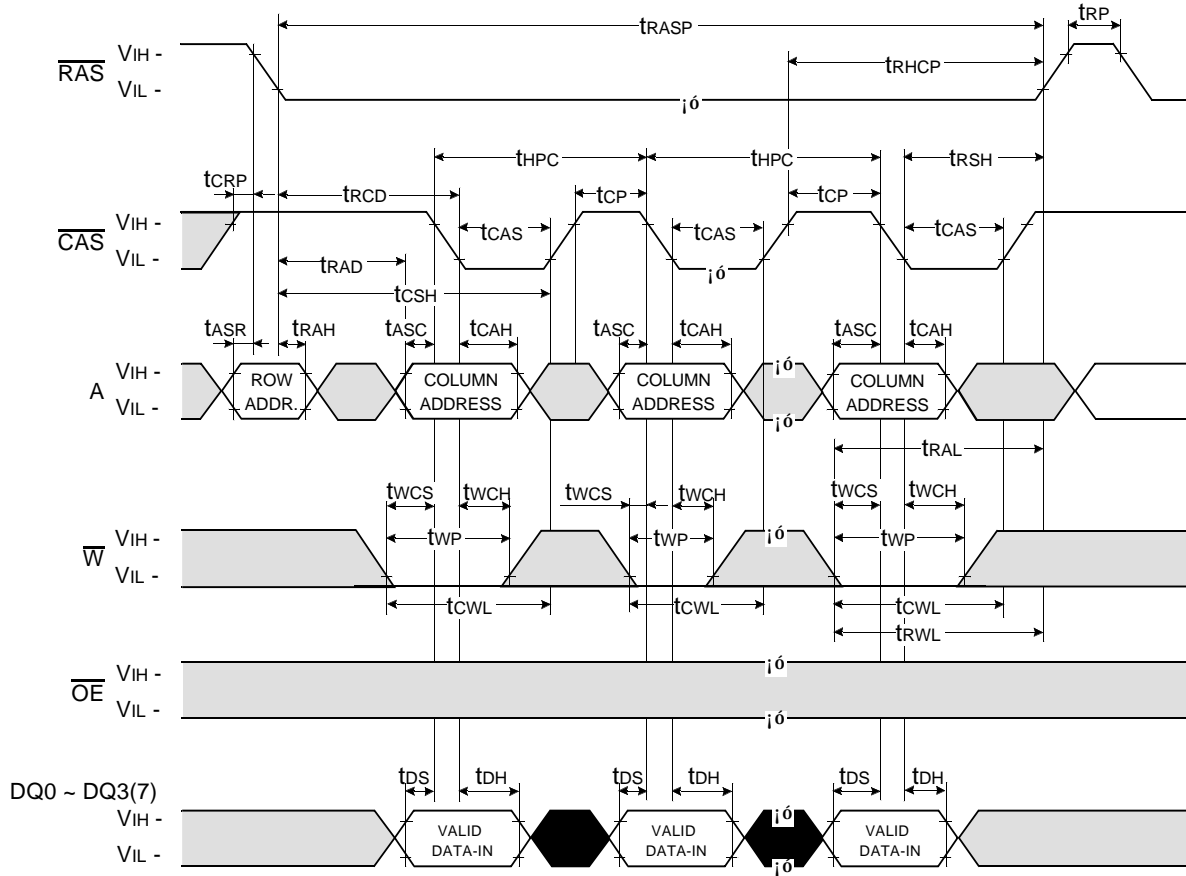 tRASP tRP
RAS VIH -
VIL -
tRHCP
¡ó
tHPC tHPC tRSH
tCRP tRCD tCP tCP
CAS VIH -
VIL -
tCAS tCAS tCAS
¡ó
tRAD
tCSH
tASR tRAH tASC tCAH tASC tCAH tASC tCAH
A VIH -
VIL -
ROW
ADDR.
COLUMN
ADDRESS
COLUMN
ADDRESS
¡ó
¡ó
COLUMN
ADDRESS
tRAL
tWCS tWCH tWCS tWCH tWCS tWCH
W VIH -
VIL -
tWP tWP ¡ó tWP
tCWL tCWL tCWL
tRWL
OE VIH -
VIL -
¡ó
¡ó
tDS tDH tDS tDH tDS tDH
DQ0 ~ DQ3(7)
VIH -
VIL -
VALID
DATA-IN
VALID
DATA-IN
¡ó
¡ó
VALID
DATA-IN